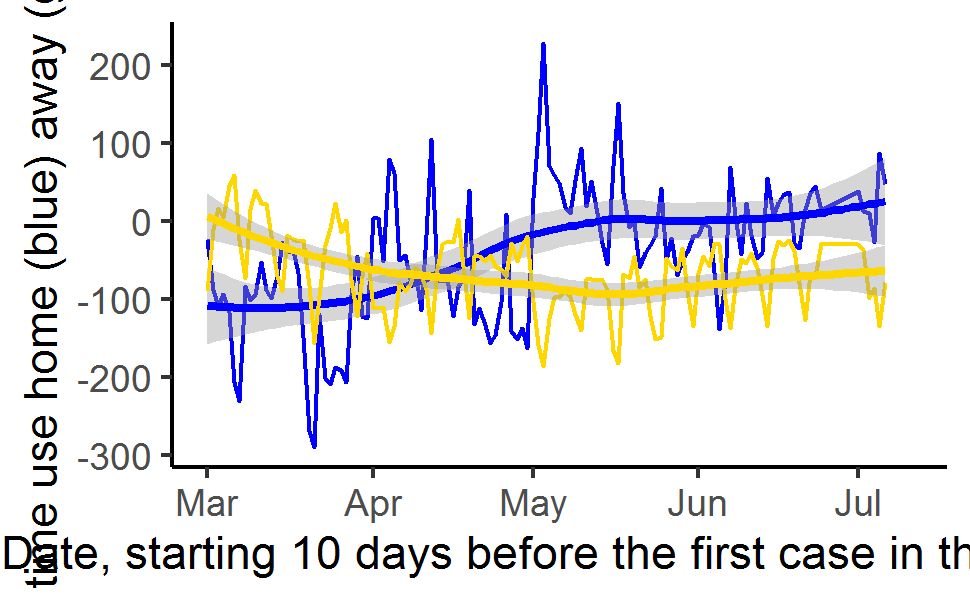 time use home (blue) away (
200
100
0
-100
-200
-300
Mar Apr May Jun Jul
Date, starting 10 days before the first case in th